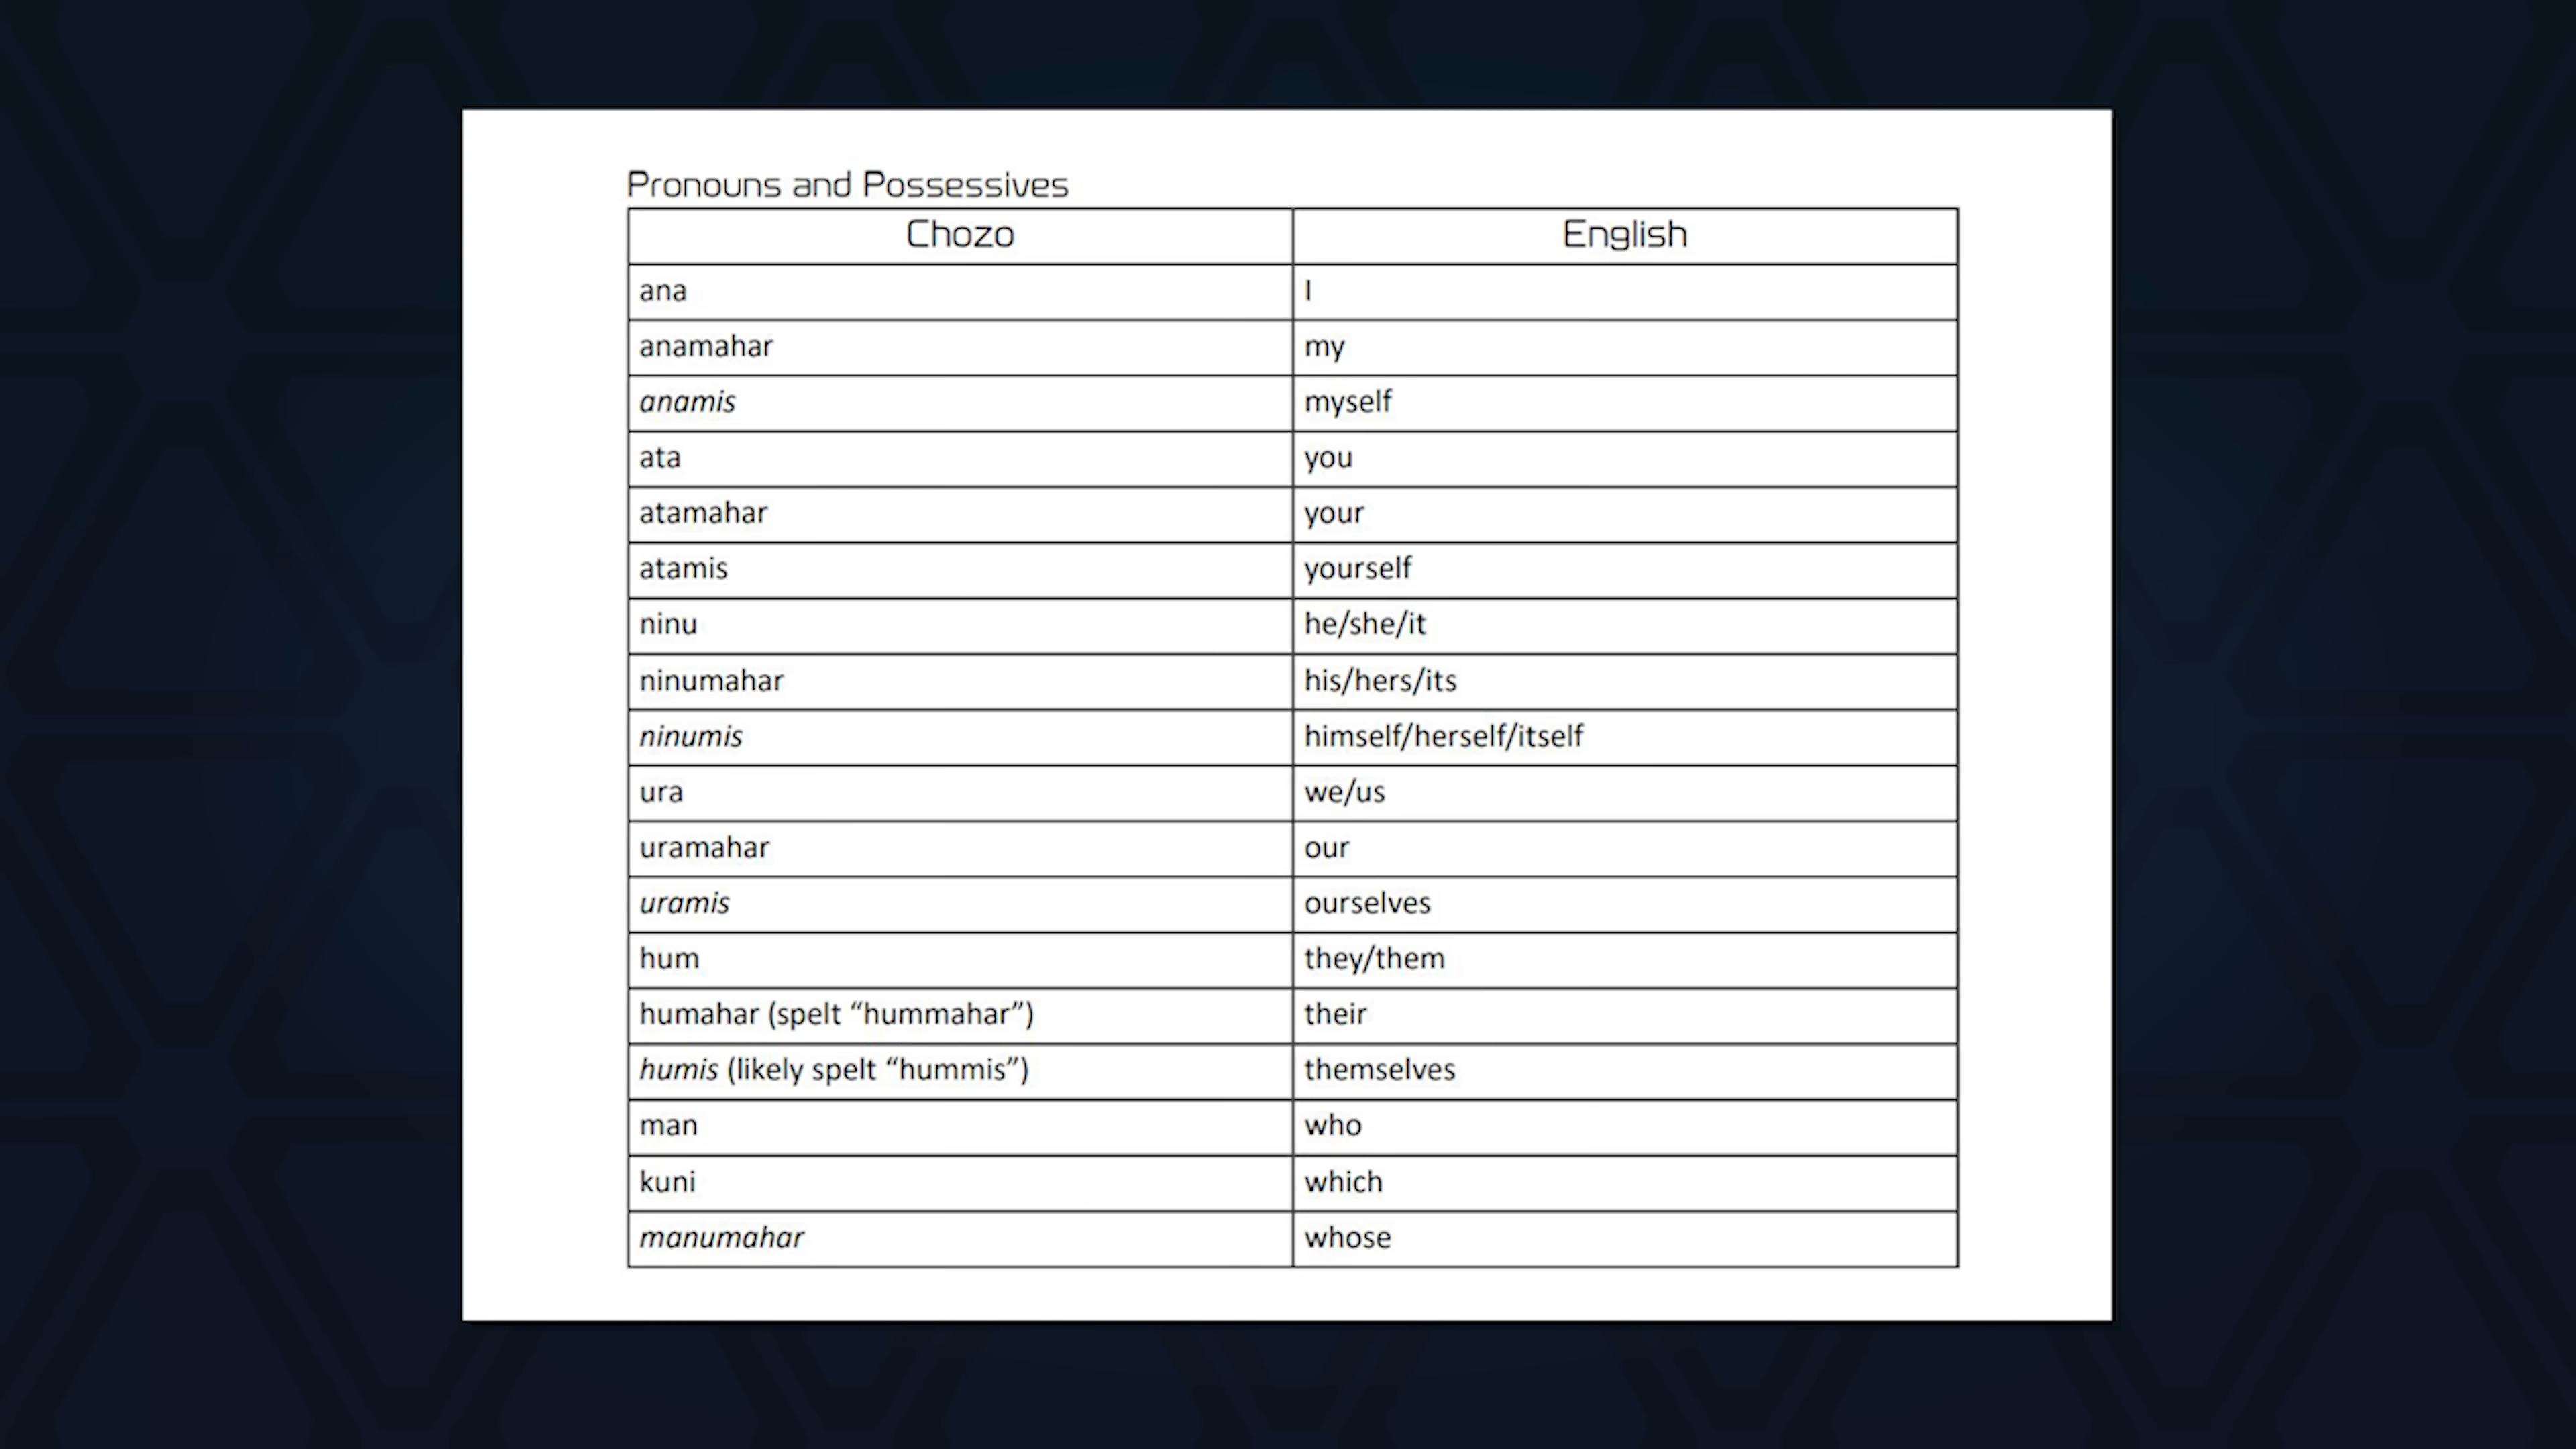 Pronouns and Possessives
Chozo English
ana I
anamahar my
anamis myself
ata you
atamahar your
atamis yourself
ninu he/she/it
ninumahar his/hers/its
ninumis himself/herself/itself
ura we/us
uramahar our
uramis ourselves
hum they/them
humahar (spelt “hummahar”) their
humis (likely spelt “hummis”) themselves
man who
kuni which
manumahar whose